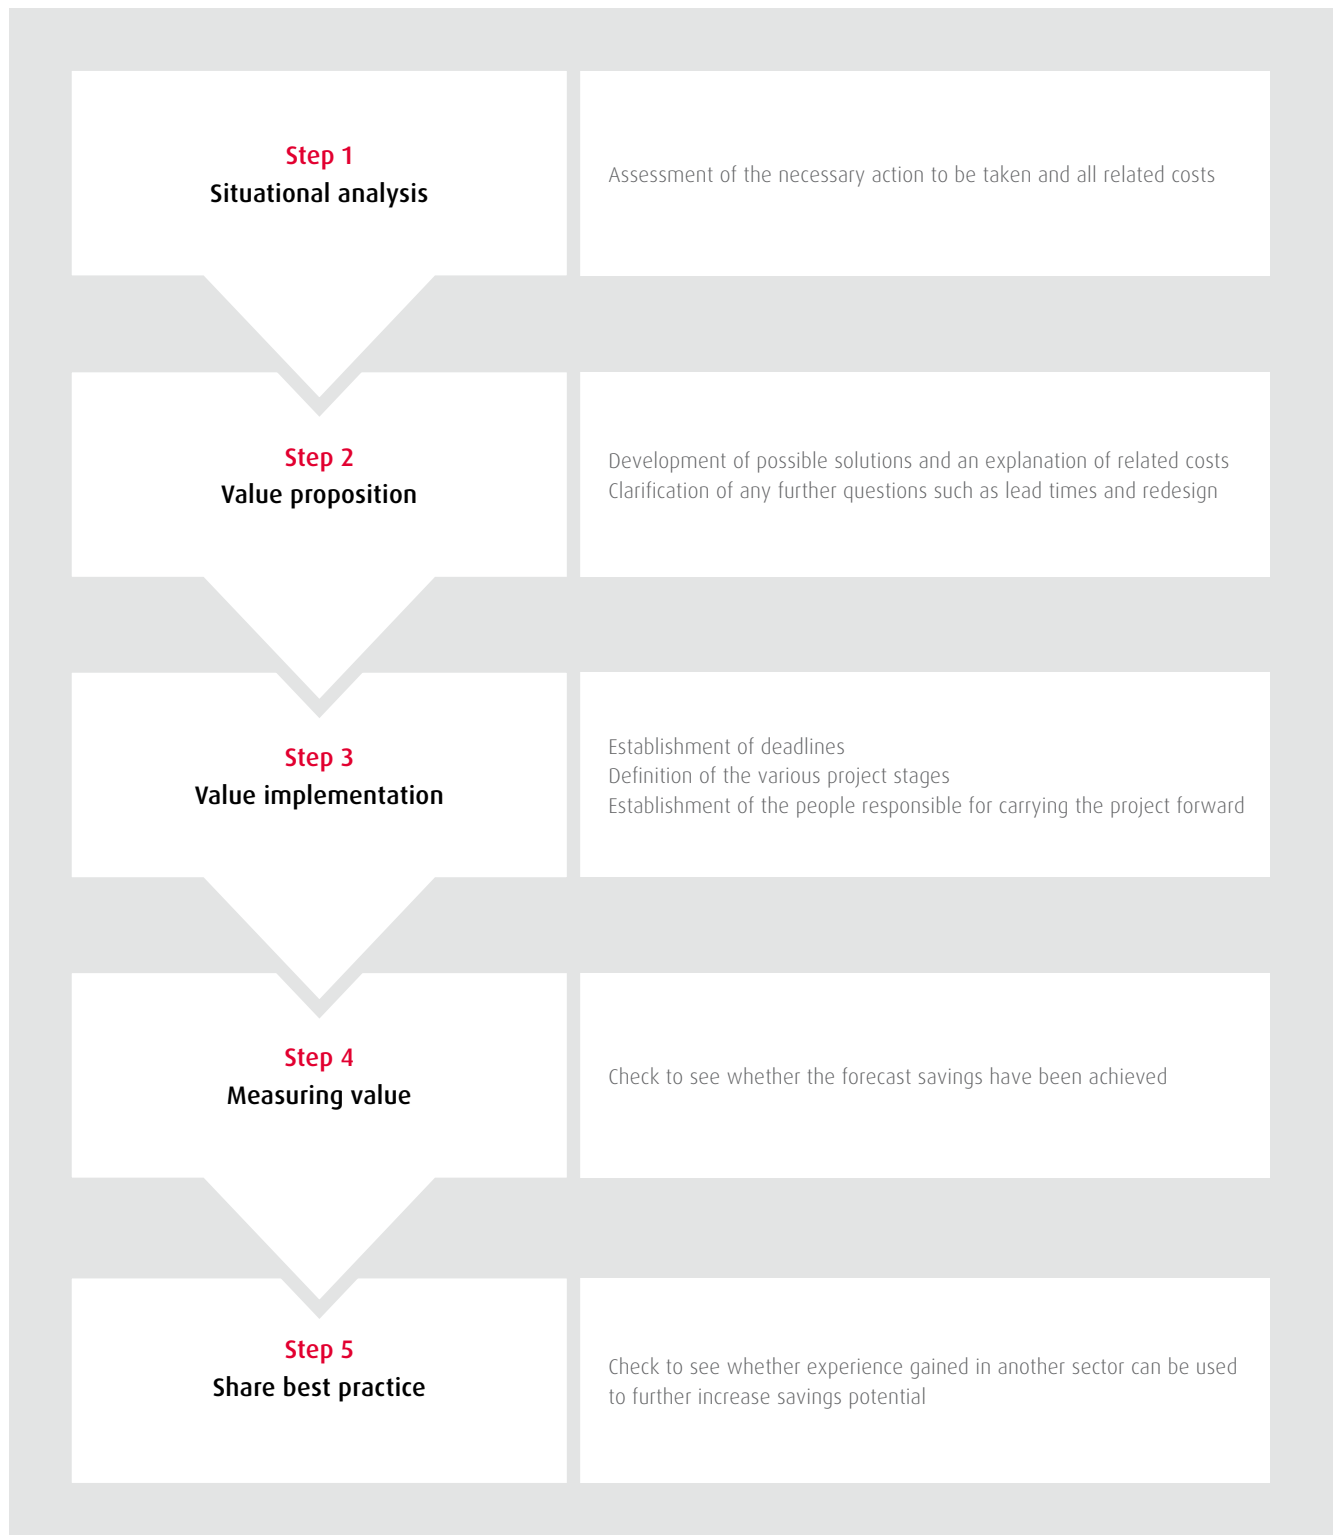 Step 1
Situational analysis
Assessment of the necessary action to be taken and all related costs
Step 2
Value proposition
Development of possible solutions and an explanation of related costs
Clarification of any further questions such as lead times and redesign
Step 3
Value implementation
Establishment of deadlines
Definition of the various project stages
Establishment of the people responsible for carrying the project forward
Step 4
Measuring value
Check to see whether the forecast savings have been achieved
Step 5
Share best practice
Check to see whether experience gained in another sector can be used
to further increase savings potential